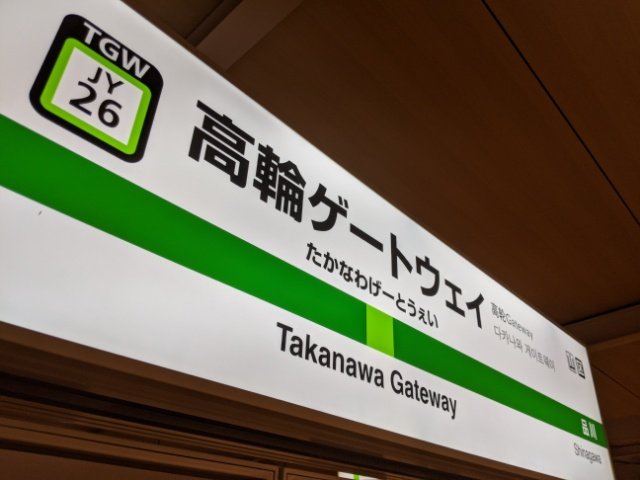 TGW
JY
26
高輪ゲートウェイ
たかなわげーとうぇい
高轮Gateway
다카나와 게이트웨이
Takanawa Gateway
品川
Shinagawa